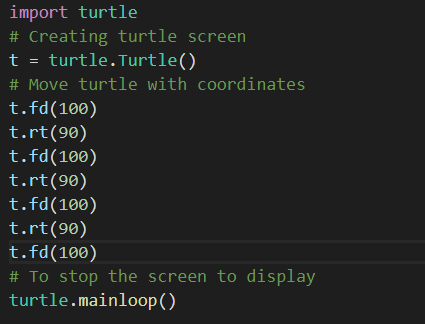 import turtle
# Creating turtle screen
t = turtle.Turtle()
# Move turtle with coordinates
t.fd(100)
t.rt(90)
t.fd(100)
t.rt(90)
t.fd(100)
t.rt(90)
t.fd(100)
# To stop the screen to display
turtle.mainloop()